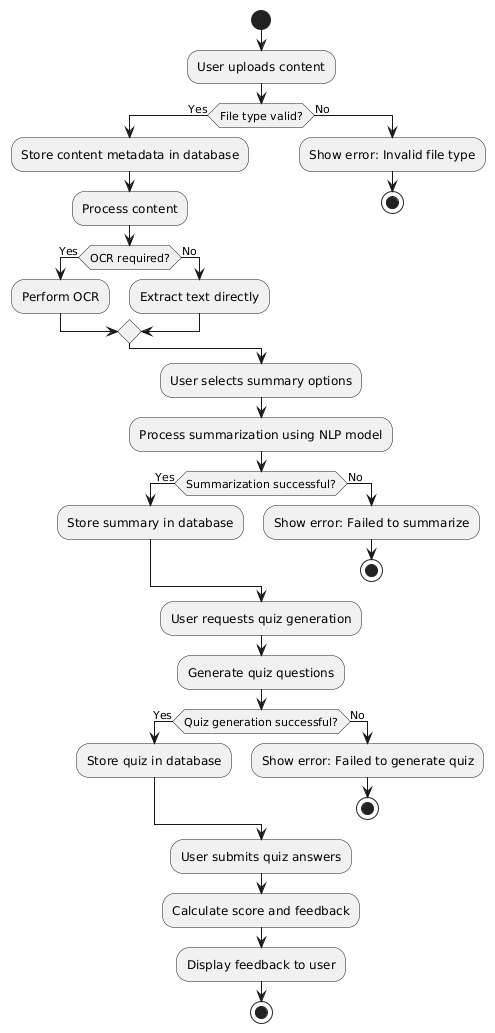 User uploads content
Yes
File type valid?
No
Store content metadata in database
Show error: Invalid file type
Process content
Yes
OCR required?
No
Perform OCR
Extract text directly
User selects summary options
Process summarization using NLP model
Yes
Summarization successful?
No
Store summary in database
Show error: Failed to summarize
User requests quiz generation
Generate quiz questions
Yes
Quiz generation successful?
No
Store quiz in database
Show error: Failed to generate quiz
User submits quiz answers
Calculate score and feedback
Display feedback to user